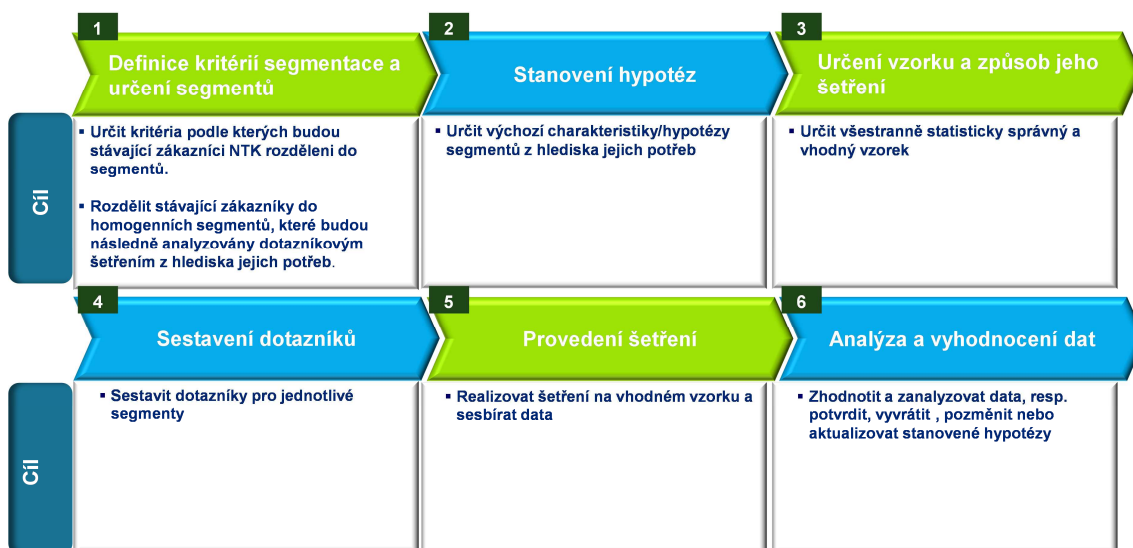 1
Definice kritérií segmentace a
určení segmentů
2
Stanovení hypotéz
3
Určení vzorku a způsob jeho
šetření
Cíl
▪ Určit kritéria podle kterých budou
stávající zákazníci NTK rozděleni do
segmentů.
▪ Rozdělit stávající zákazníky do
homogenních segmentů, které budou
následně analyzovány dotazníkovým
šetřením z hlediska jejich potřeb.
▪ Určit výchozí charakteristiky/hypotézy
segmentů z hlediska jejich potřeb
▪ Určit všestranně statisticky správný a
vhodný vzorek
4
Sestavení dotazníků
5
Provedení šetření
6
Analýza a vyhodnocení dat
Cíl
▪ Sestavit dotazníky pro jednotlivé
segmenty
▪ Realizovat šetření na vhodném vzorku a
sesbírat data
▪ Zhodnotit a zanalyzovat data, resp.
potvrdit, vyvrátit , pozměnit nebo
aktualizovat stanovené hypotézy